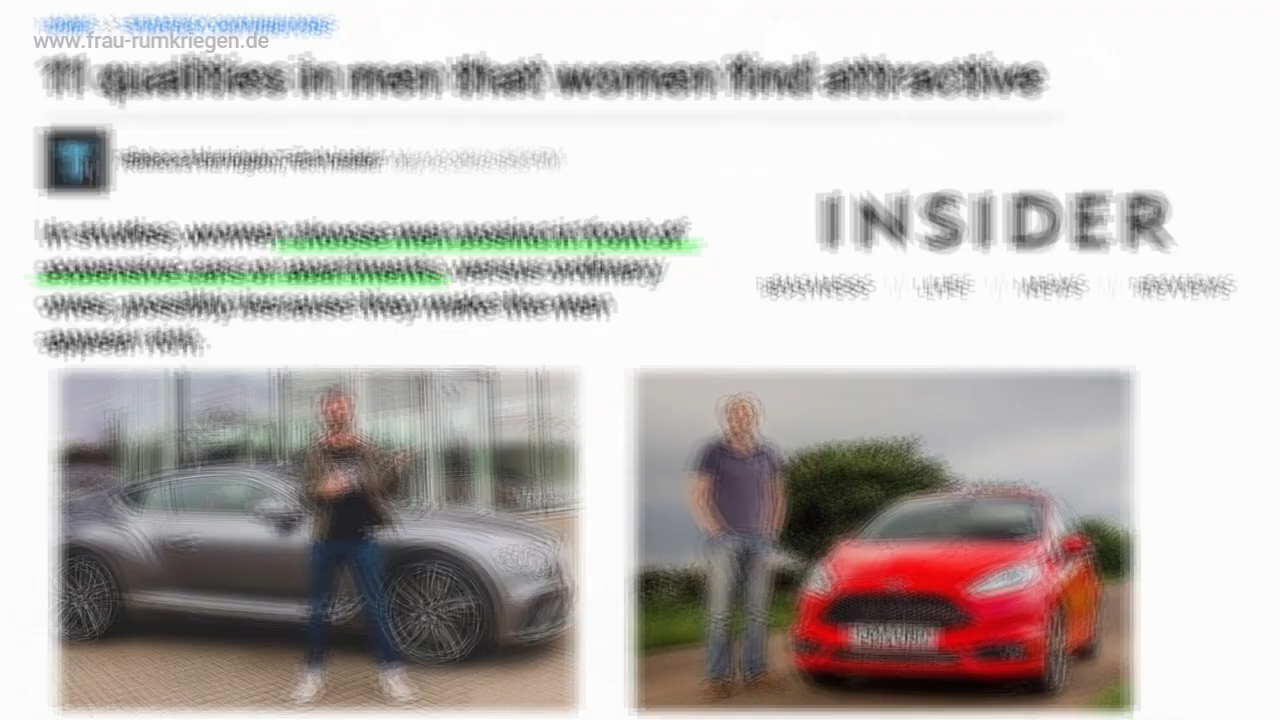 www.frau-rumkriegen.de
11 qualities in men that women find attractive
INSIDER
In studies, women choose men posing in front of
expensive cars or apartments versus ordinary
BUSINESS LIFE NEWS REVIEWS
ones, possibly because they make the men
appear rich.